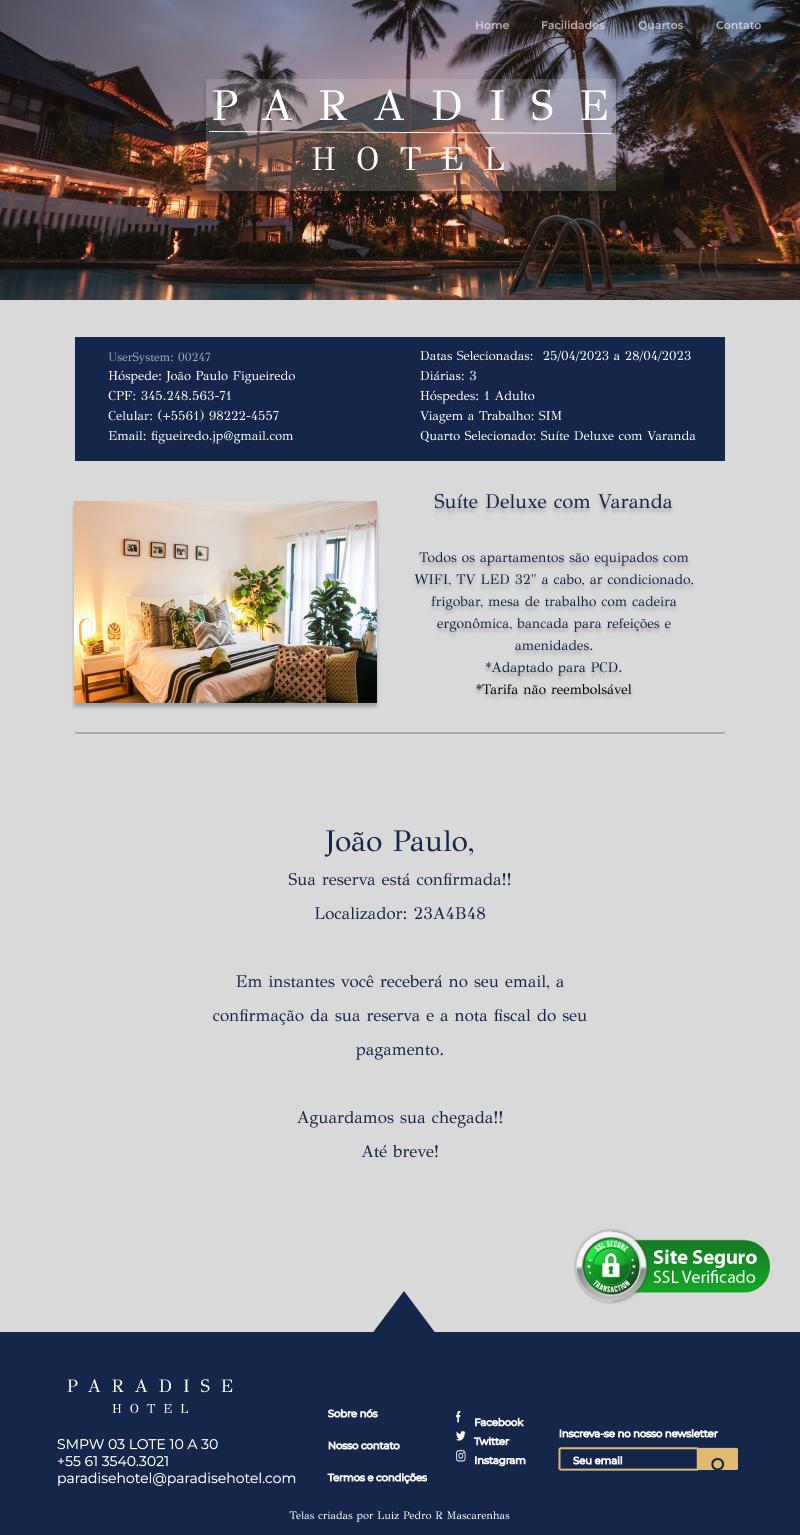 Home Facilidades Quartos Contato
PARADISE
HOTEL
UserSystem: 00247
Hóspede: João Paulo Figueiredo
CPF: 345.248.563-71
Celular: (+5561) 98222-4557
Email: figueiredo.jp@gmail.com
Datas Selecionadas: 25/04/2023 a 28/04/2023
Diárias: 3
Hóspedes: 1 Adulto
Viagem a Trabalho: SIM
Quarto Selecionado: Suíte Deluxe com Varanda
Suíte Deluxe com Varanda
Todos os apartamentos são equipados com
WIFI, TV LED 32" a cabo, ar condicionado,
frigobar, mesa de trabalho com cadeira
ergonômica, bancada para refeições e
amenidades.
*Adaptado para PCD.
*Tarifa não reembolsável
João Paulo,
Sua reserva está confirmada!!
Localizador: 23A4B48
Em instantes você receberá no seu email, a
confirmação da sua reserva e a nota fiscal do seu
pagamento.
Aguardamos sua chegada!!
Até breve!
SSL SECURE
TRANSACTION
Site Seguro
SSL Verificado
PARADISE
HOTEL
SMPW 03 LOTE 10 A 30
+55 61 3540.3021
paradisehotel@paradisehotel.com
Sobre nós
Nosso contato
Termos e condições
Facebook
Twitter
Instagram
Inscreva-se no nosso newsletter
Seu email
Telas criadas por Luiz Pedro R Mascarenhas